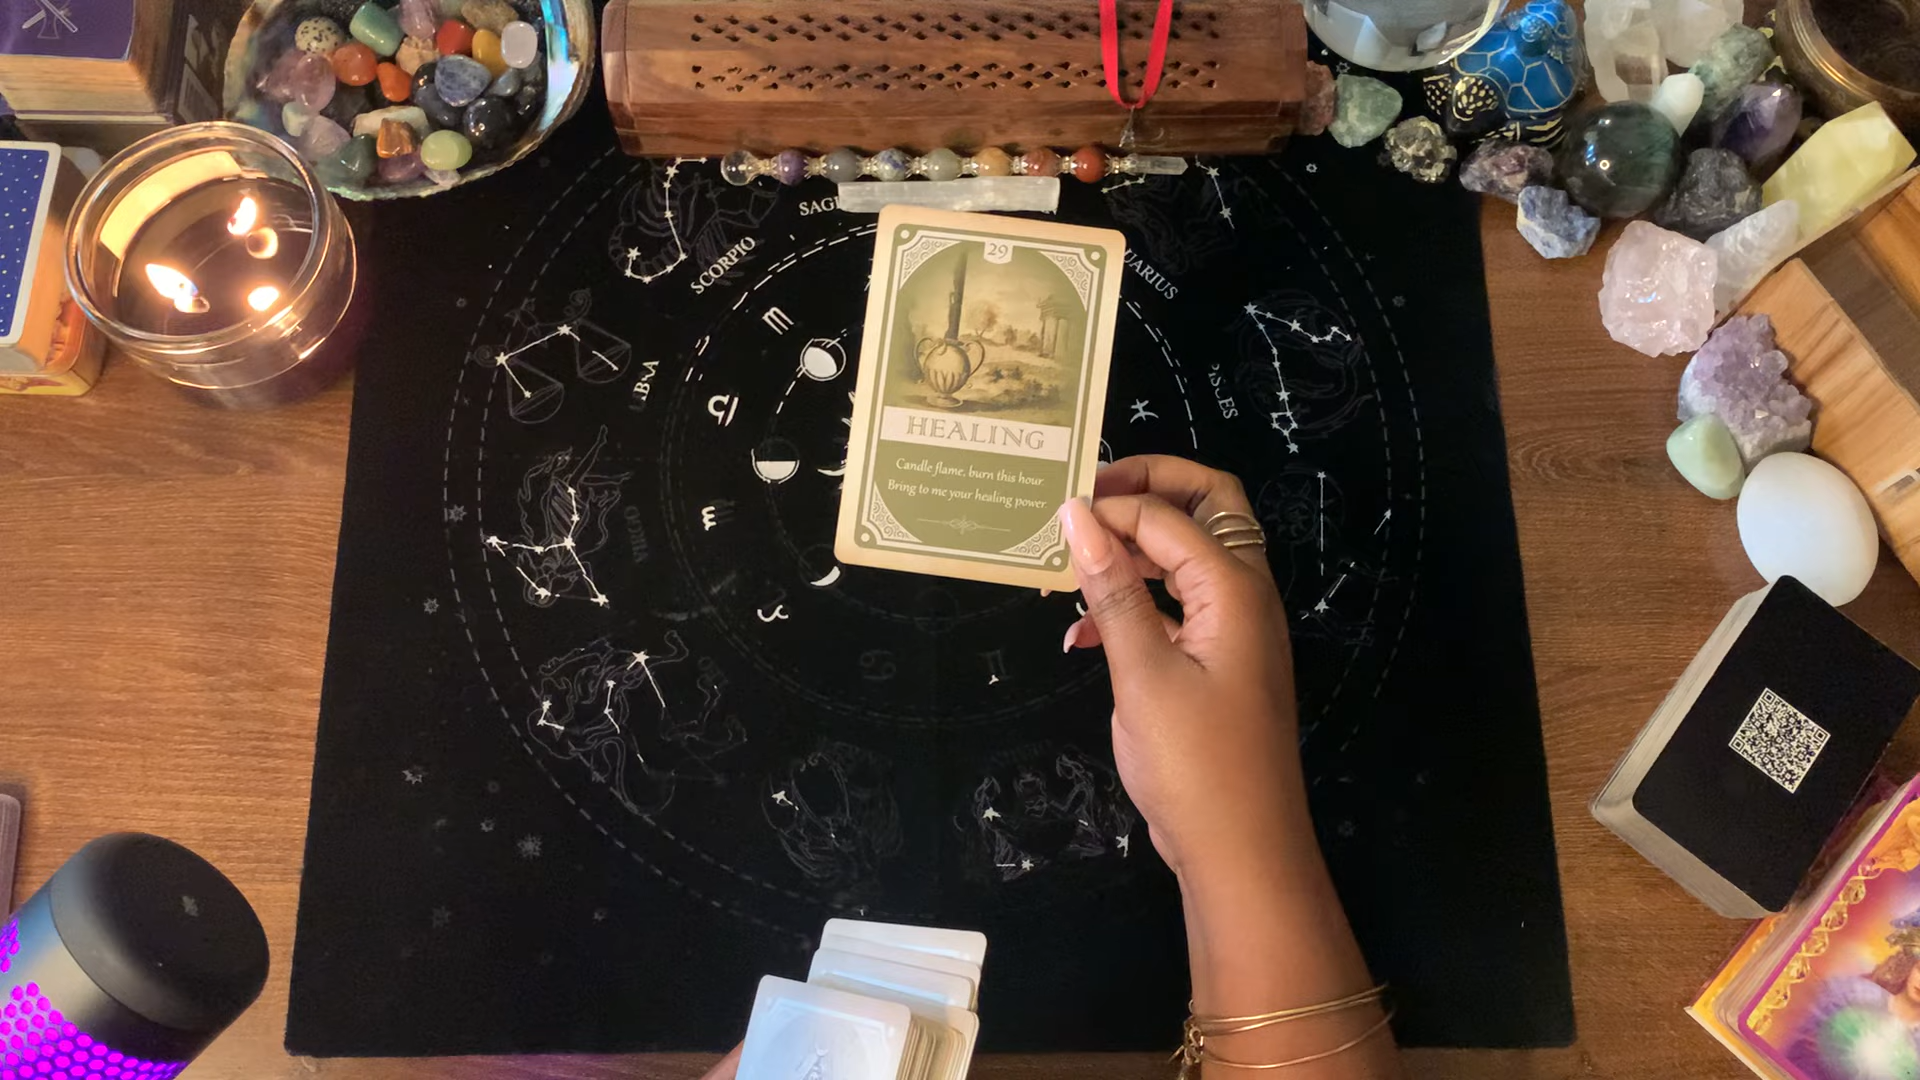 SCORPIO
LIBRA
VIRGO
29
HEALING
Candle flame, burn this hour
Bring to me your healing power.